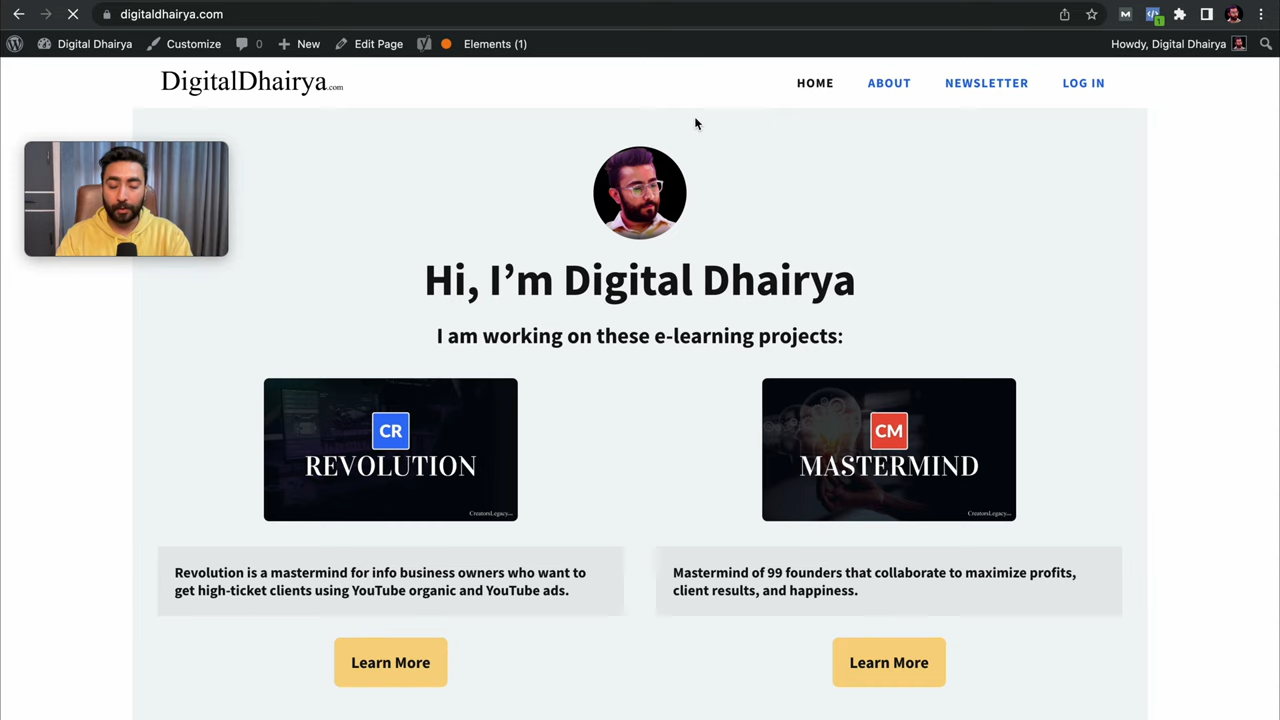 digitaldhairya.com
1
Digital Dhairya Customize 0 New Edit Page Elements (1) Howdy, Digital Dhairya
DigitalDhairya.com
HOME ABOUT NEWSLETTER LOG IN
Hi, I’m Digital Dhairya
I am working on these e-learning projects:
CR
REVOLUTION
CreatorsLegacy
CM
MASTERMIND
CreatorsLegacy
Revolution is a mastermind for info business owners who want to
get high-ticket clients using YouTube organic and YouTube ads.
Mastermind of 99 founders that collaborate to maximize profits,
client results, and happiness.
Learn More
Learn More